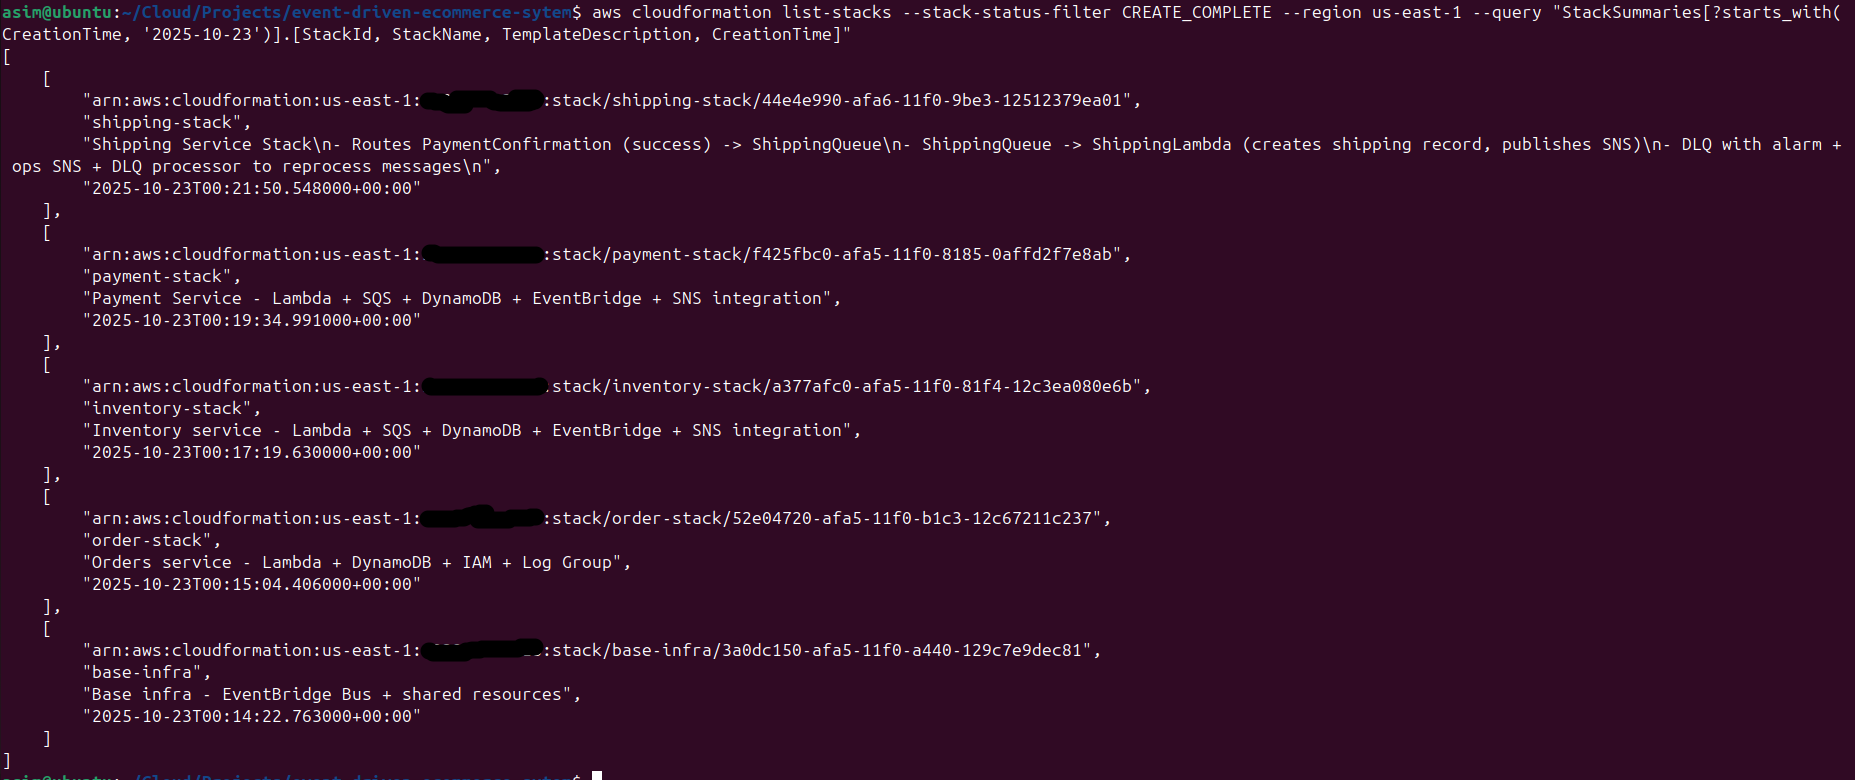 asim@ubuntu:~/Cloud/Projects/event-driven-ecommerce-sytem$ aws cloudformation list-stacks --stack-status-filter CREATE_COMPLETE --region us-east-1 --query "StackSummaries[?starts_with(
CreationTime, '2025-10-23')].[StackId, StackName, TemplateDescription, CreationTime]"
[
    [
        "arn:aws:cloudformation:us-east-1: :stack/shipping-stack/44e4e990-afa6-11f0-9be3-12512379ea01",
        "shipping-stack",
        "Shipping Service Stack\n- Routes PaymentConfirmation (success) -> ShippingQueue\n- ShippingQueue -> ShippingLambda (creates shipping record, publishes SNS)\n- DLQ with alarm +
 ops SNS + DLQ processor to reprocess messages\n",
        "2025-10-23T00:21:50.548000+00:00"
    ],
    [
        "arn:aws:cloudformation:us-east-1: :stack/payment-stack/f425fbc0-afa5-11f0-8185-0affd2f7e8ab",
        "payment-stack",
        "Payment Service - Lambda + SQS + DynamoDB + EventBridge + SNS integration",
        "2025-10-23T00:19:34.991000+00:00"
    ],
    [
        "arn:aws:cloudformation:us-east-1: stack/inventory-stack/a377afc0-afa5-11f0-81f4-12c3ea080e6b",
        "inventory-stack",
        "Inventory service - Lambda + SQS + DynamoDB + EventBridge + SNS integration",
        "2025-10-23T00:17:19.630000+00:00"
    ],
    [
        "arn:aws:cloudformation:us-east-1: :stack/order-stack/52e04720-afa5-11f0-b1c3-12c67211c237",
        "order-stack",
        "Orders service - Lambda + DynamoDB + IAM + Log Group",
        "2025-10-23T00:15:04.406000+00:00"
    ],
    [
        "arn:aws:cloudformation:us-east-1: :stack/base-infra/3a0dc150-afa5-11f0-a440-129c7e9dec81",
        "base-infra",
        "Base infra - EventBridge Bus + shared resources",
        "2025-10-23T00:14:22.763000+00:00"
    ]
]
asim@ubuntu:~/Cloud/Projects/event-driven-ecommerce-sytem$